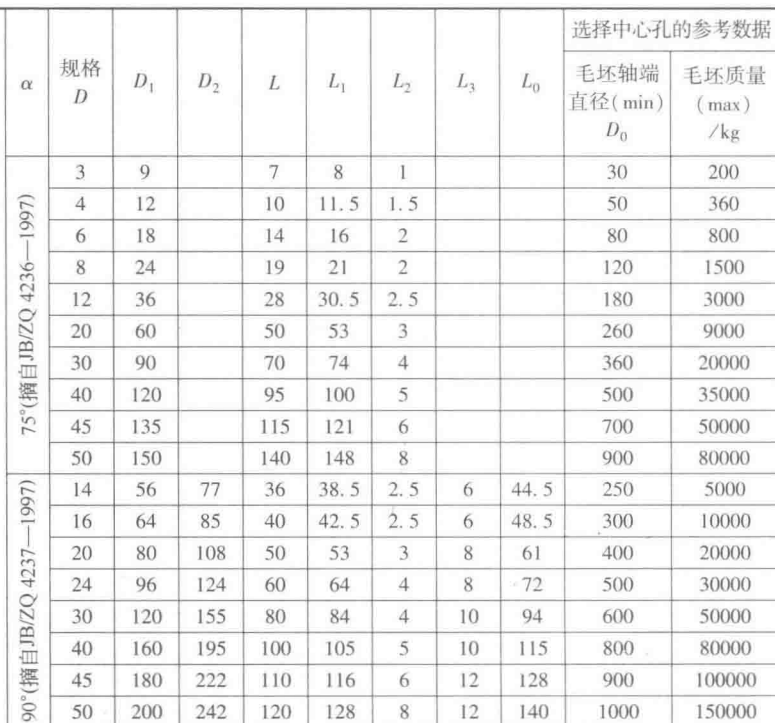 α 规格 D D₁ D₂ L L₁ L₂ L₃ L₀ 选择中心孔的参考数据
毛坯轴端直径(min) D₀ 毛坯质量(max)/kg
75°(摘自JB/ZQ 4236—1997)
3 9 7 8 1 30 200
4 12 10 11.5 1.5 50 360
6 18 14 16 2 80 800
8 24 19 21 2 120 1500
12 36 28 30.5 2.5 180 3000
20 60 50 53 3 260 9000
30 90 70 74 4 360 20000
40 120 95 100 5 500 35000
45 135 115 121 6 700 50000
50 150 140 148 8 900 80000
90°(摘自JB/ZQ 4237—1997)
14 56 77 36 38.5 2.5 6 44.5 250 5000
16 64 85 40 42.5 2.5 6 48.5 300 10000
20 80 108 50 53 3 8 61 400 20000
24 96 124 60 64 4 8 72 500 30000
30 120 155 80 84 4 10 94 600 50000
40 160 195 100 105 5 10 115 800 80000
45 180 222 110 116 6 12 128 900 100000
50 200 242 120 128 8 12 140 1000 150000